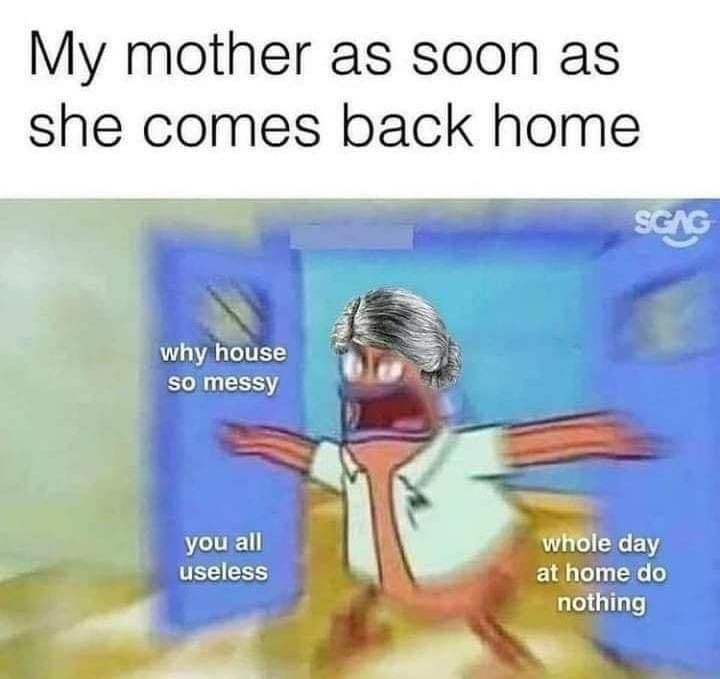 My mother as soon as
she comes back home
SGAG
why house
so messy
you all
useless
whole day
at home do
nothing